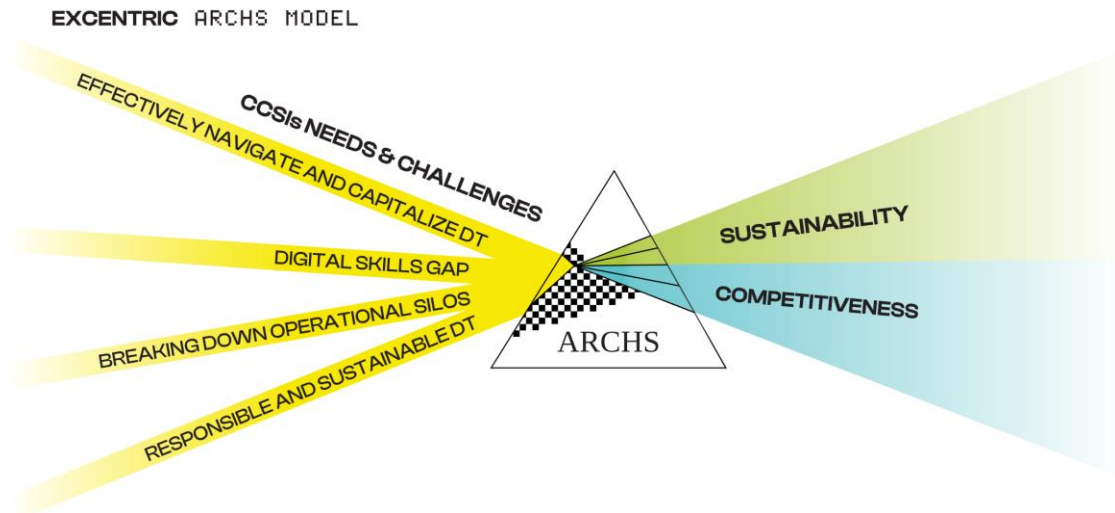 EXCENTRIC ARCHS MODEL
CCSIs NEEDS & CHALLENGES
EFFECTIVELY NAVIGATE AND CAPITALIZE DT
DIGITAL SKILLS GAP
BREAKING DOWN OPERATIONAL SILOS
RESPONSIBLE AND SUSTAINABLE DT
ARCHS
SUSTAINABILITY
COMPETITIVENESS